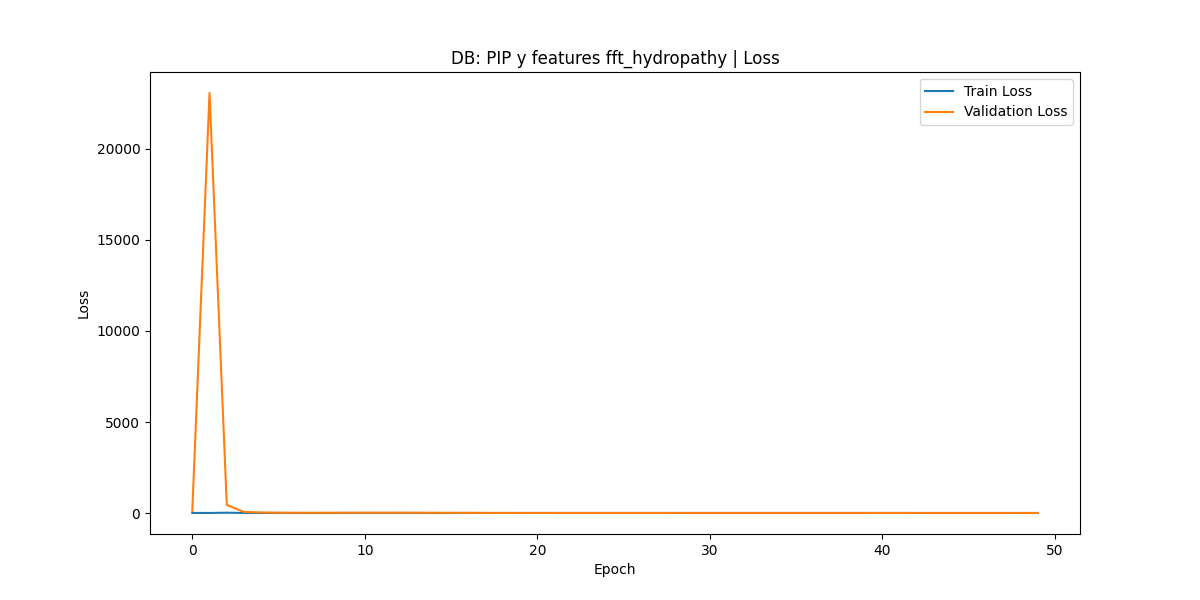 DB: PIP y features fft_hydropathy | Loss
Train Loss
Validation Loss
20000
15000
10000
5000
0
Loss
0 10 20 30 40 50
Epoch